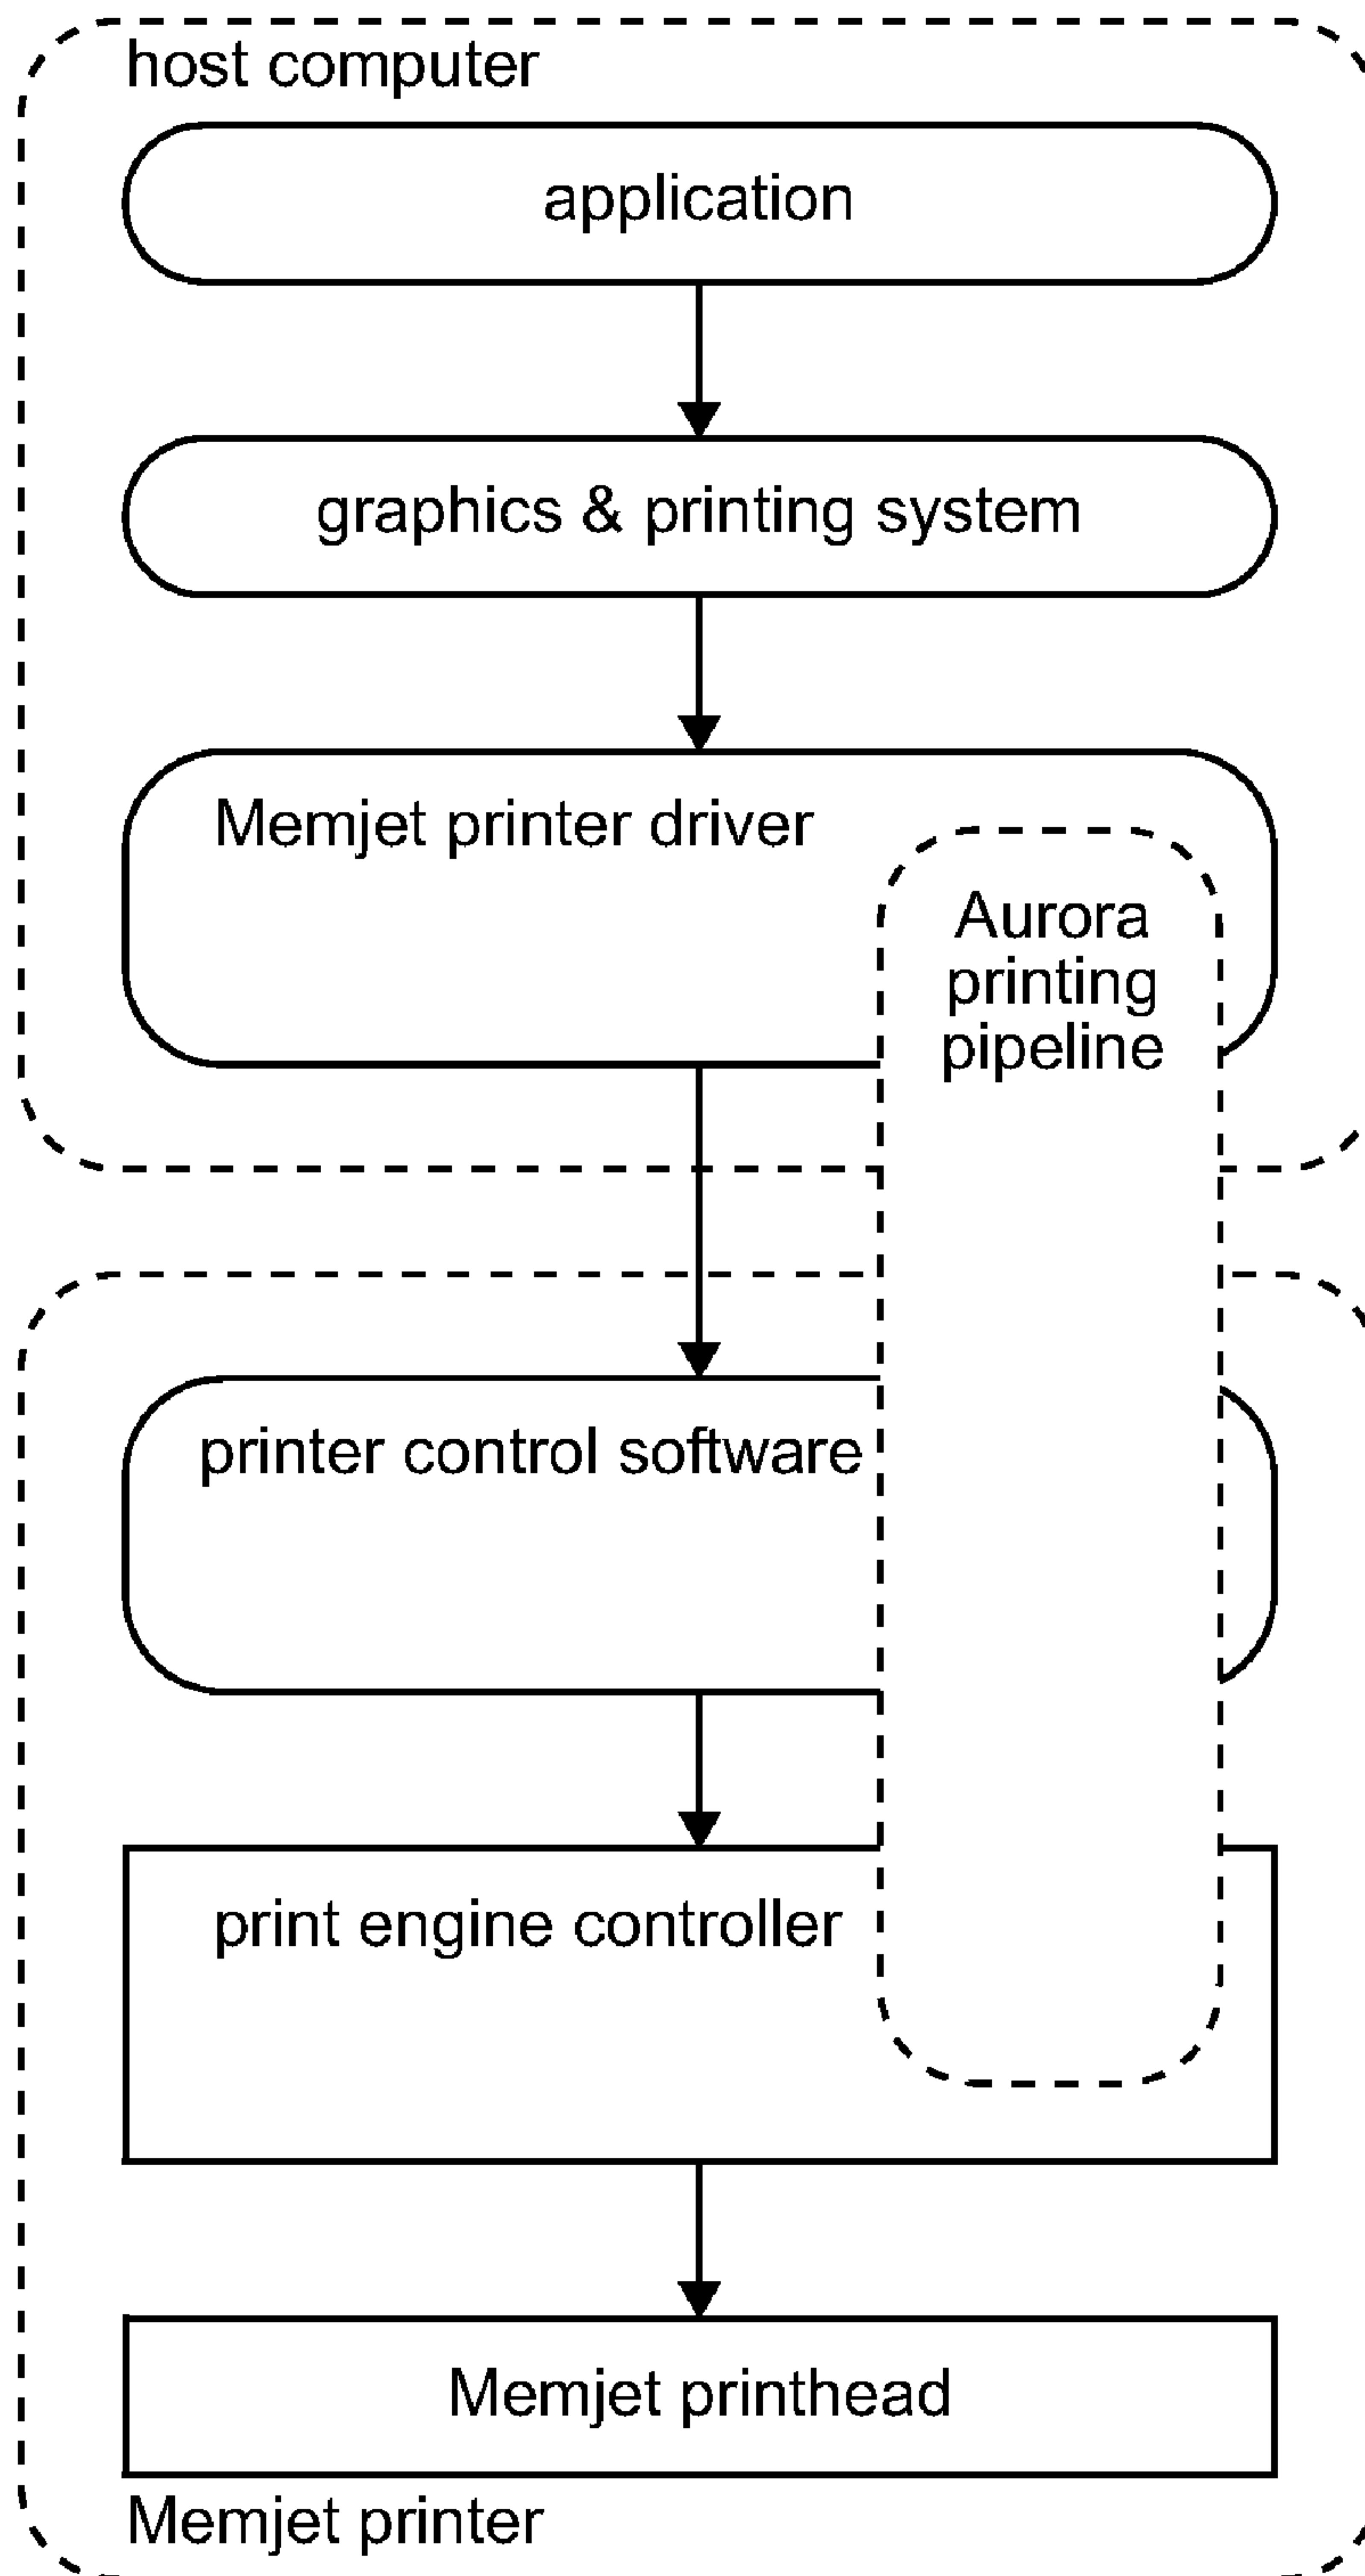 host computer
application
graphics & printing system
Memjet printer driver
Aurora
printing
pipeline
printer control software
print engine controller
Memjet printhead
Memjet printer